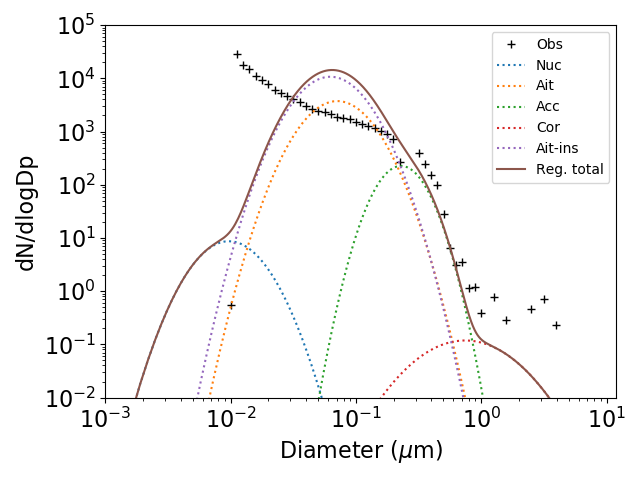 10^5
10^4
10^3
10^2
10^1
10^0
10^−1
10^−2
dN/dlogDp
10^−3
10^−2
10^−1
10^0
10^1
Diameter (μm)
Obs
Nuc
Ait
Acc
Cor
Ait-ins
Reg. total